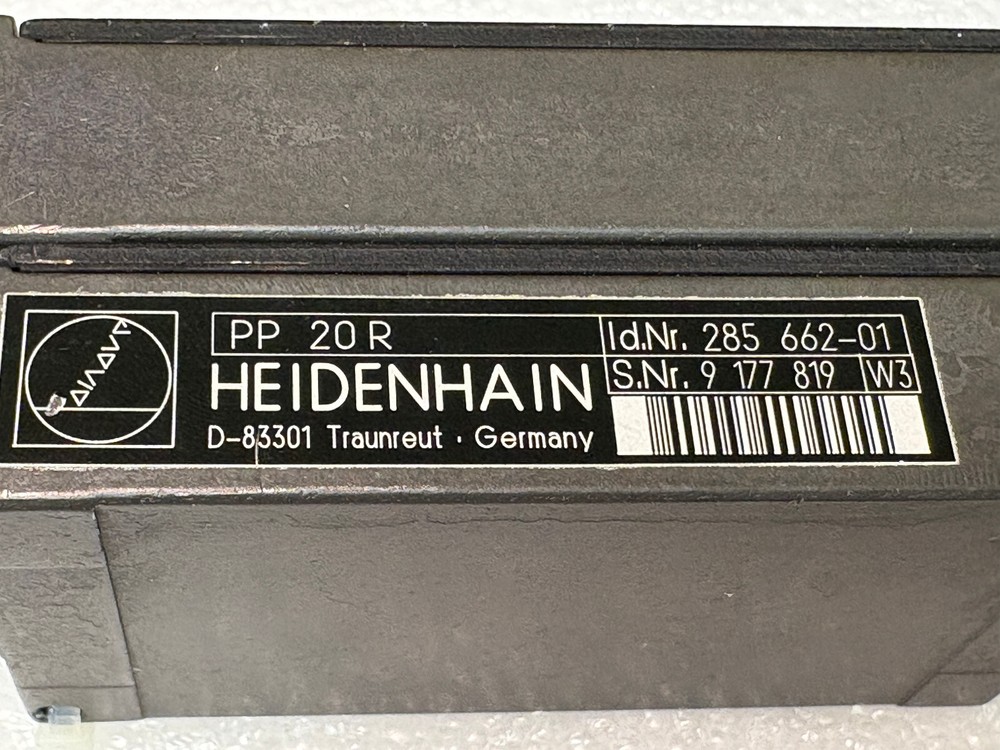 PP 20 R
Id.Nr. 285 662-01
HEIDENHAIN
S.Nr. 9 177 819 W3
D-83301 Traunreut · Germany